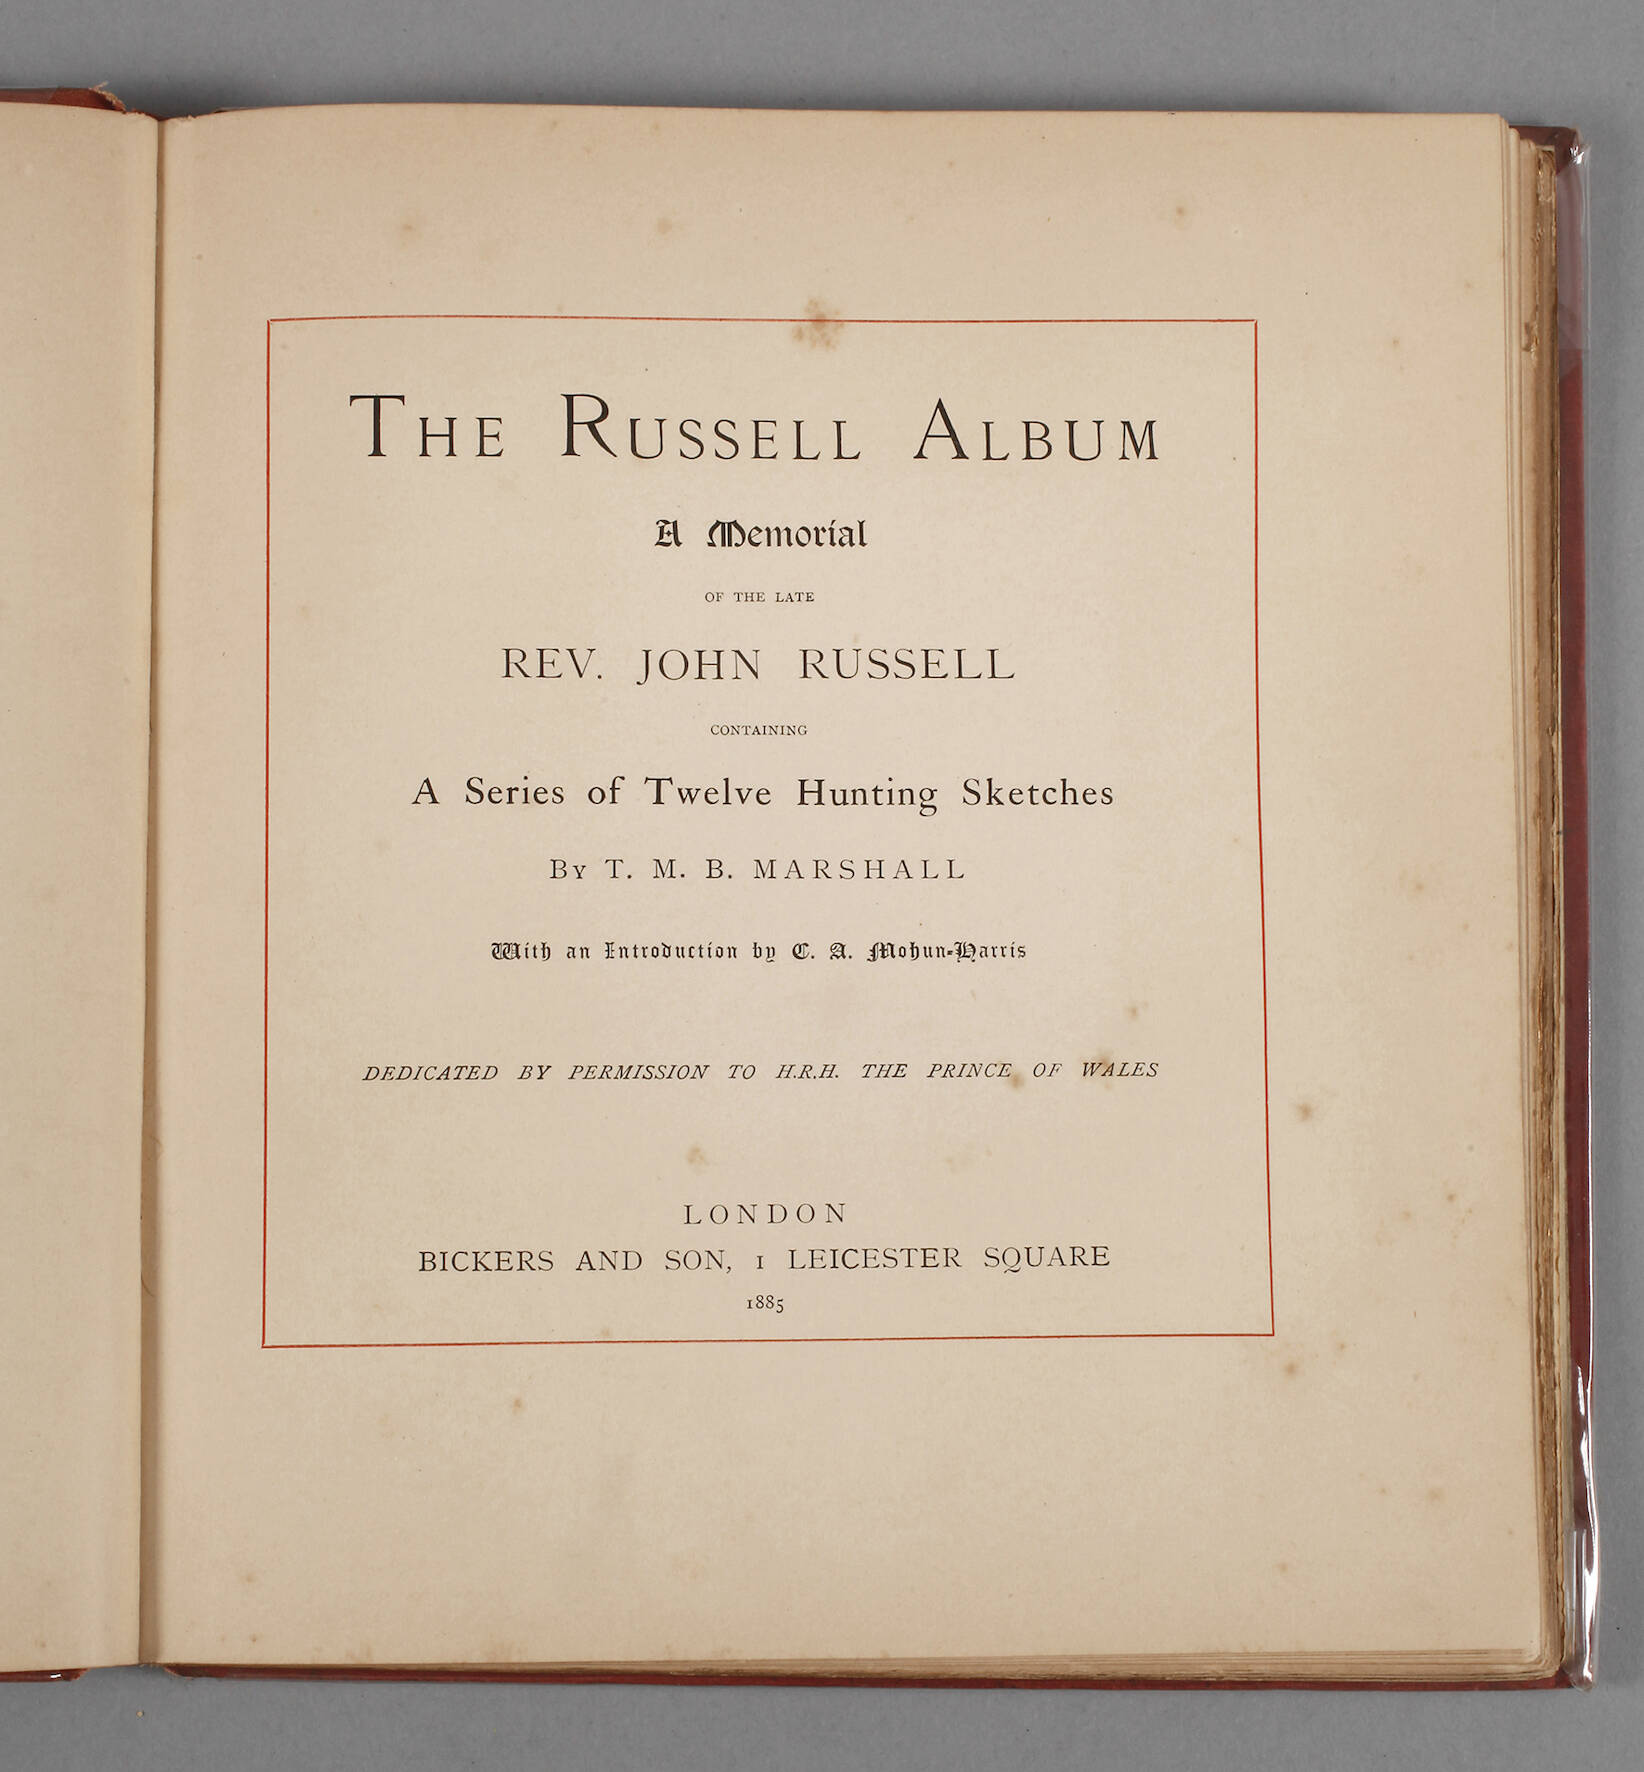 THE RUSSELL ALBUM
A Memorial
OF THE LATE
REV. JOHN RUSSELL
CONTAINING
A Series of Twelve Hunting Sketches
BY T. M. B. MARSHALL
With an Introduction by C. A. Mohun-Harris
DEDICATED BY PERMISSION TO H.R.H. THE PRINCE OF WALES
LONDON
BICKERS AND SON, 1 LEICESTER SQUARE
1885